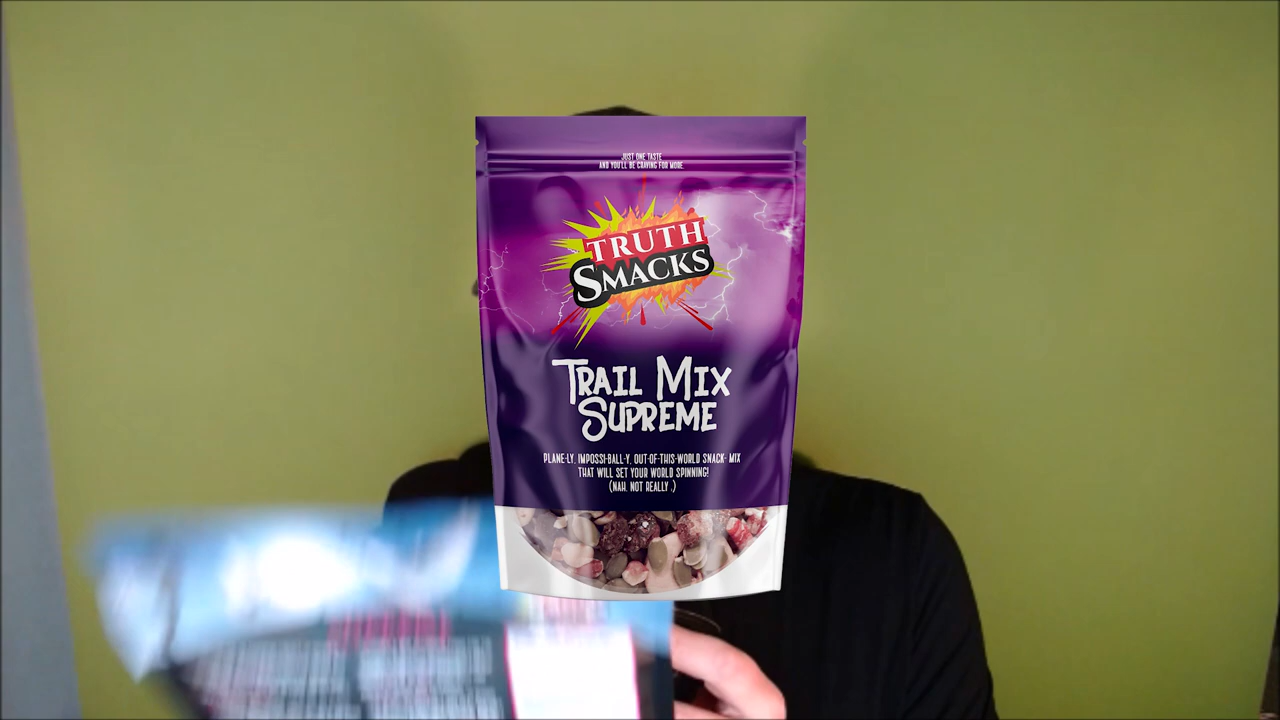 JUST ONE TASTE
AND YOU'LL BE CRAVING FOR MORE.
TRUTH
SMACKS
TRAIL MIX
SUPREME
PLANE-LY, IMPOSSI-BALL-Y, OUT-OF-THIS-WORLD SNACK- MIX
THAT WILL SET YOUR WORLD SPINNING!
(NAH, NOT REALLY .)